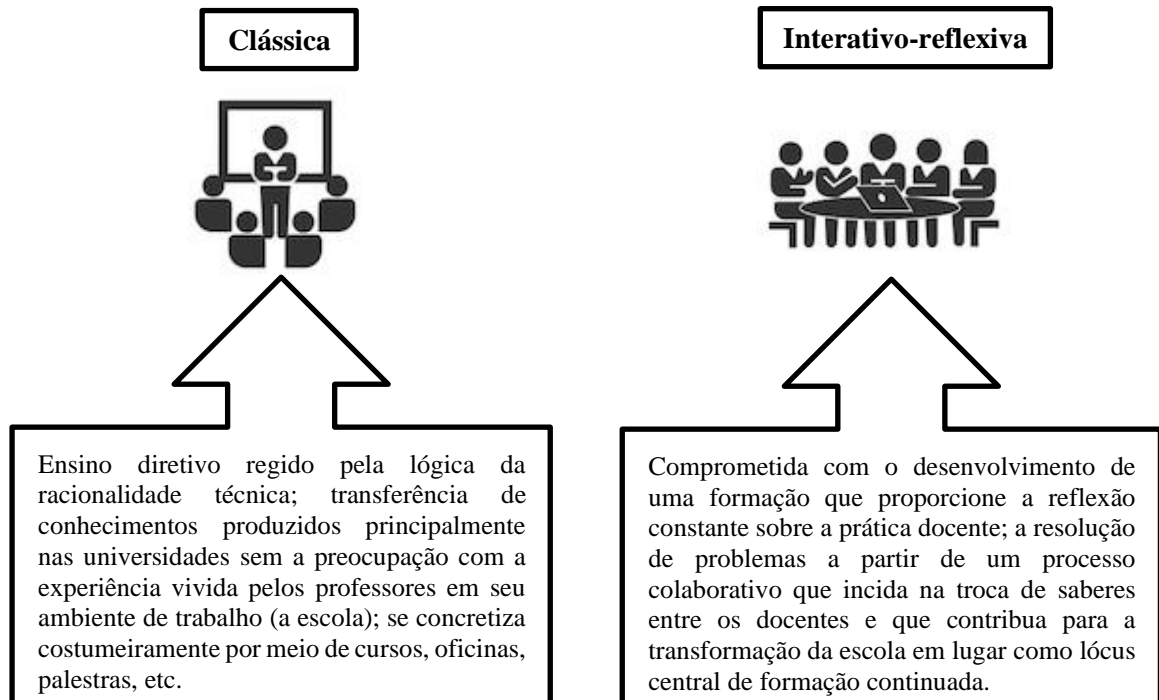 Clássica
Interativo-reflexiva
Ensino diretivo regido pela lógica da
racionalidade técnica; transferência de
conhecimentos produzidos principalmente
nas universidades sem a preocupação com a
experiência vivida pelos professores em seu
ambiente de trabalho (a escola); se concretiza
costumeiramente por meio de cursos, oficinas,
palestras, etc.
Comprometida com o desenvolvimento de
uma formação que proporcione a reflexão
constante sobre a prática docente; a resolução
de problemas a partir de um processo
colaborativo que incida na troca de saberes
entre os docentes e que contribua para a
transformação da escola em lugar como lócus
central de formação continuada.